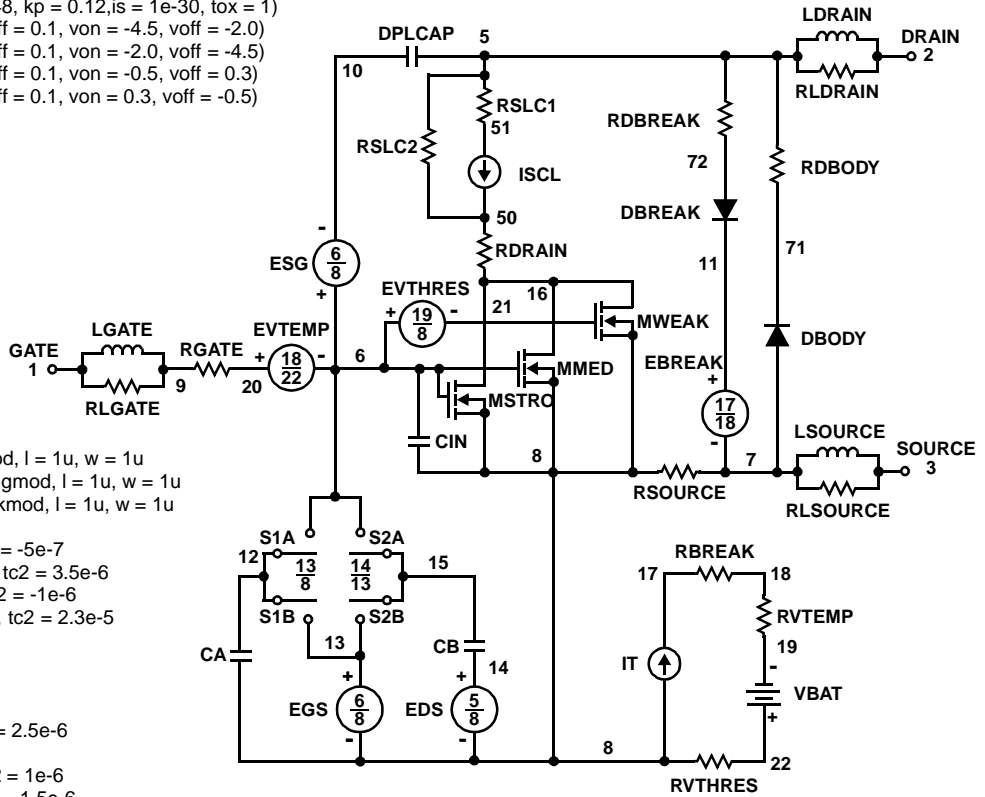 48, kp = 0.12,is = 1e-30, tox = 1)
ff = 0.1, von = -4.5, voff = -2.0)
ff = 0.1, von = -2.0, voff = -4.5)
ff = 0.1, von = -0.5, voff = 0.3)
ff = 0.1, von = 0.3, voff = -0.5)
LDRAIN
DPLCAP 5 DRAIN
10 2
RLDRAIN
RSLC1
51
RSLC2
ISCL
RDBREAK
72
RDBODY
DBREAK
50
RDRAIN
11
71
-
ESG 6/8
+
EVTHRES
+ 19/8 -
21
16
MWEAK
LGATE
GATE
1
RLGATE
9
RGATE
20
EVTEMP
+ 18/22 -
6
MMED
MSTRO
EBREAK
+
17/18
-
DBODY
CIN
8
RSOURCE
7
LSOURCE
SOURCE
3
RLSOURCE
od, l = 1u, w = 1u
gmod, l = 1u, w = 1u
kmod, l = 1u, w = 1u
= -5e-7
tc2 = 3.5e-6
2 = -1e-6
, tc2 = 2.3e-5
= 2.5e-6
2 = 1e-6
S1A S2A
12 13/8 14/13 15
S1B S2B
13
CA
CB
14
+
EGS 6/8
-
+
EDS 5/8
-
8
RBREAK
17 18
RVTEMP
19
IT
-
VBAT
+
22
RVTHRES